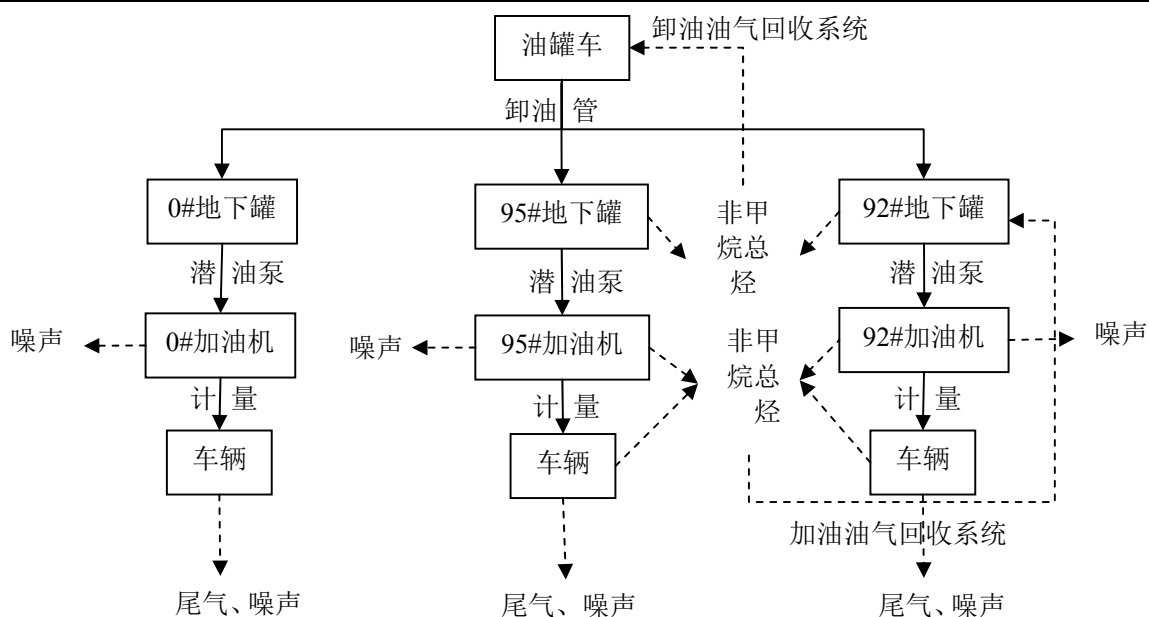 卸油油气回收系统
油罐车
卸油 管
0#地下罐
95#地下罐
非甲
烷总
烃
92#地下罐
潜 油泵
潜 油泵
潜 油泵
噪声
0#加油机
噪声
95#加油机
非甲
烷总
烃
92#加油机
噪声
计 量
计 量
计 量
车辆
车辆
车辆
加油油气回收系统
尾气、噪声
尾气、噪声
尾气、噪声